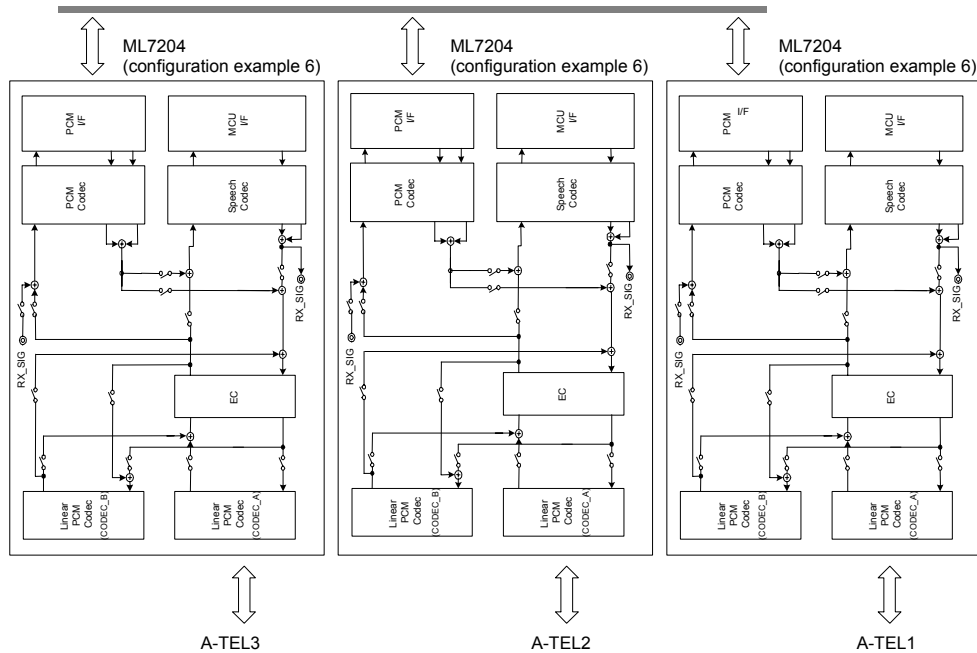 ML7204
(configuration example 6)
ML7204
(configuration example 6)
ML7204
(configuration example 6)
PCM
I/F
MCU
I/F
PCM
Codec
Speech
Codec
RX_SIG
RX_SIG
EC
Linear
PCM
Codec
(CODEC_B)
Linear
PCM
Codec
(CODEC_A)
PCM
I/F
MCU
I/F
PCM
Codec
Speech
Codec
RX_SIG
RX_SIG
EC
Linear
PCM
Codec
(CODEC_B)
Linear
PCM
Codec
(CODEC_A)
PCM
I/F
MCU
I/F
PCM
Codec
Speech
Codec
RX_SIG
RX_SIG
EC
Linear
PCM
Codec
(CODEC_B)
Linear
PCM
Codec
(CODEC_A)
A-TEL3
A-TEL2
A-TEL1